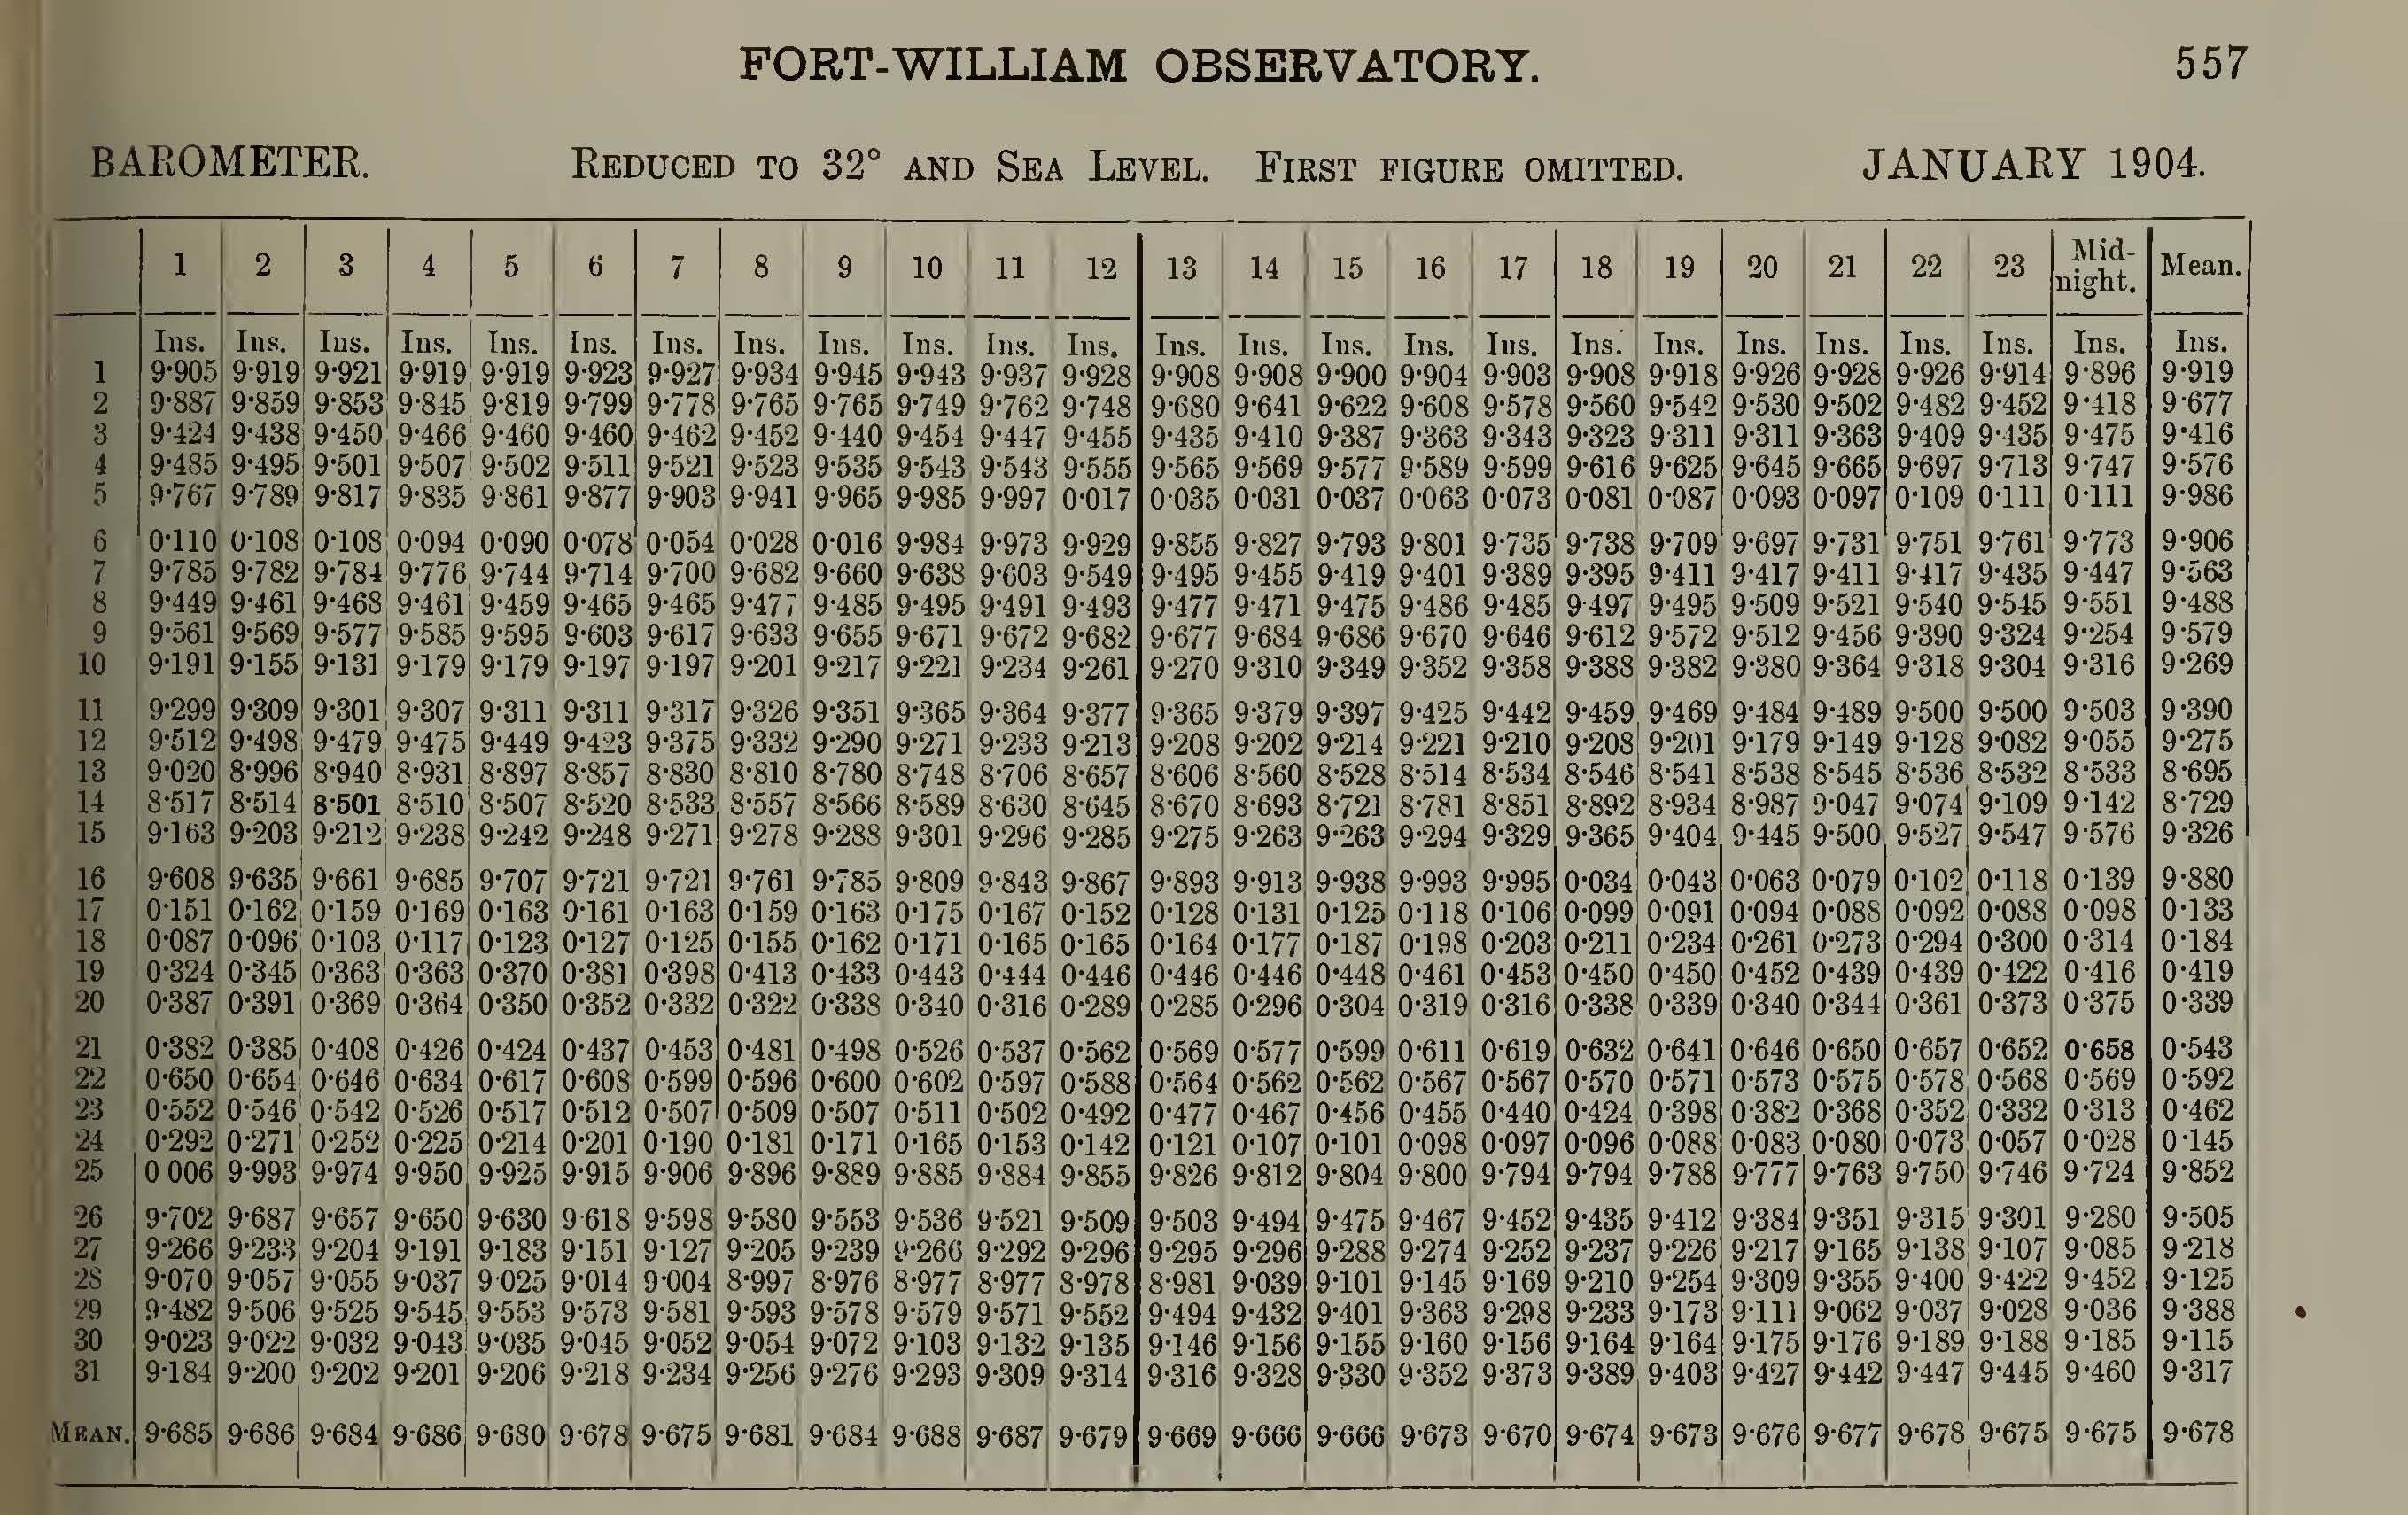 FORT-WILLIAM OBSERVATORY. 557
BAROMETER. REDUCED TO 32° AND SEA LEVEL. FIRST FIGURE OMITTED. JANUARY 1904.
1 2 3 4 5 6 7 8 9 10 11 12 13 14 15 16 17 18 19 20 21 22 23 Mid-night. Mean.
Ins. Ins. Ins. Ins. Ins. Ins. Ins. Ins. Ins. Ins. Ins. Ins. Ins. Ins. Ins. Ins. Ins. Ins. Ins. Ins. Ins. Ins. Ins. Ins. Ins.
1 9·905 9·919 9·921 9·919 9·919 9·923 9·927 9·934 9·945 9·943 9·937 9·928 9·908 9·908 9·900 9·904 9·903 9·908 9·918 9·926 9·928 9·926 9·914 9·896 9·919
2 9·887 9·859 9·853 9·845 9·819 9·799 9·778 9·765 9·765 9·749 9·762 9·748 9·680 9·641 9·622 9·608 9·578 9·560 9·542 9·530 9·502 9·482 9·452 9·418 9·677
3 9·424 9·438 9·450 9·466 9·460 9·460 9·462 9·452 9·440 9·454 9·447 9·455 9·435 9·410 9·387 9·363 9·343 9·323 9·311 9·311 9·363 9·409 9·435 9·475 9·416
4 9·485 9·495 9·501 9·507 9·502 9·511 9·521 9·523 9·535 9·543 9·543 9·555 9·565 9·569 9·577 9·589 9·599 9·616 9·625 9·645 9·665 9·697 9·713 9·747 9·576
5 9·767 9·789 9·817 9·835 9·861 9·877 9·903 9·941 9·965 9·985 9·997 0·017 0·035 0·031 0·037 0·063 0·073 0·081 0·087 0·093 0·097 0·109 0·111 0·111 9·986
6 0·110 0·108 0·108 0·094 0·090 0·078 0·054 0·028 0·016 9·984 9·973 9·929 9·855 9·827 9·793 9·801 9·735 9·738 9·709 9·697 9·731 9·751 9·761 9·773 9·906
7 9·785 9·782 9·784 9·776 9·744 9·714 9·700 9·682 9·660 9·638 9·603 9·549 9·495 9·455 9·419 9·401 9·389 9·395 9·411 9·417 9·411 9·417 9·435 9·447 9·563
8 9·449 9·461 9·468 9·461 9·459 9·465 9·465 9·477 9·485 9·495 9·491 9·493 9·477 9·471 9·475 9·486 9·485 9·497 9·495 9·509 9·521 9·540 9·545 9·551 9·488
9 9·561 9·569 9·577 9·585 9·595 9·603 9·617 9·633 9·655 9·671 9·672 9·682 9·677 9·684 9·686 9·670 9·646 9·612 9·572 9·512 9·456 9·390 9·324 9·254 9·579
10 9·191 9·155 9·131 9·179 9·179 9·197 9·197 9·201 9·217 9·221 9·234 9·261 9·270 9·310 9·349 9·352 9·358 9·388 9·382 9·380 9·364 9·318 9·304 9·316 9·269
11 9·299 9·309 9·301 9·307 9·311 9·311 9·317 9·326 9·351 9·365 9·364 9·377 9·365 9·379 9·397 9·425 9·442 9·459 9·469 9·484 9·489 9·500 9·500 9·503 9·390
12 9·512 9·498 9·479 9·475 9·449 9·423 9·375 9·332 9·290 9·271 9·233 9·213 9·208 9·202 9·214 9·221 9·210 9·208 9·201 9·179 9·149 9·128 9·082 9·055 9·275
13 9·020 8·996 8·940 8·931 8·897 8·857 8·830 8·810 8·780 8·748 8·706 8·657 8·606 8·560 8·528 8·514 8·534 8·546 8·541 8·538 8·545 8·536 8·532 8·533 8·695
14 8·517 8·514 8·501 8·510 8·507 8·520 8·533 8·557 8·566 8·589 8·630 8·645 8·670 8·693 8·721 8·781 8·851 8·892 8·934 8·987 9·047 9·074 9·109 9·142 8·729
15 9·163 9·203 9·212 9·238 9·242 9·248 9·271 9·278 9·288 9·301 9·296 9·285 9·275 9·263 9·263 9·294 9·329 9·365 9·404 9·445 9·500 9·527 9·547 9·576 9·326
16 9·608 9·635 9·661 9·685 9·707 9·721 9·721 9·761 9·785 9·809 9·843 9·867 9·893 9·913 9·938 9·993 9·995 0·034 0·043 0·063 0·079 0·102 0·118 0·139 9·880
17 0·151 0·162 0·159 0·169 0·163 0·161 0·163 0·159 0·163 0·175 0·167 0·152 0·128 0·131 0·125 0·118 0·106 0·099 0·091 0·094 0·088 0·092 0·088 0·098 0·133
18 0·087 0·096 0·103 0·117 0·123 0·127 0·125 0·155 0·162 0·171 0·165 0·165 0·164 0·177 0·187 0·198 0·203 0·211 0·234 0·261 0·273 0·294 0·300 0·314 0·184
19 0·324 0·345 0·363 0·363 0·370 0·381 0·398 0·413 0·433 0·443 0·444 0·446 0·446 0·446 0·448 0·461 0·453 0·450 0·450 0·452 0·439 0·439 0·422 0·416 0·419
20 0·387 0·391 0·369 0·364 0·350 0·352 0·332 0·322 0·338 0·340 0·316 0·289 0·285 0·296 0·304 0·319 0·316 0·338 0·339 0·340 0·344 0·361 0·373 0·375 0·339
21 0·382 0·385 0·408 0·426 0·424 0·437 0·453 0·481 0·498 0·526 0·537 0·562 0·569 0·577 0·599 0·611 0·619 0·632 0·641 0·646 0·650 0·657 0·652 0·658 0·543
22 0·650 0·654 0·646 0·634 0·617 0·608 0·599 0·596 0·600 0·602 0·597 0·588 0·564 0·562 0·562 0·567 0·567 0·570 0·571 0·573 0·575 0·578 0·568 0·569 0·592
23 0·552 0·546 0·542 0·526 0·517 0·512 0·507 0·509 0·507 0·511 0·502 0·492 0·477 0·467 0·456 0·455 0·440 0·424 0·398 0·382 0·368 0·352 0·332 0·313 0·462
24 0·292 0·271 0·252 0·225 0·214 0·201 0·190 0·181 0·171 0·165 0·153 0·142 0·121 0·107 0·101 0·098 0·097 0·096 0·088 0·083 0·080 0·073 0·057 0·028 0·145
25 0 006 9·993 9·974 9·950 9·925 9·915 9·906 9·896 9·889 9·885 9·884 9·855 9·826 9·812 9·804 9·800 9·794 9·794 9·788 9·777 9·763 9·750 9·746 9·724 9·852
26 9·702 9·687 9·657 9·650 9·630 9·618 9·598 9·580 9·553 9·536 9·521 9·509 9·503 9·494 9·475 9·467 9·452 9·435 9·412 9·384 9·351 9·315 9·301 9·280 9·505
27 9·266 9·233 9·204 9·191 9·183 9·151 9·127 9·205 9·239 9·266 9·292 9·296 9·295 9·296 9·288 9·274 9·252 9·237 9·226 9·217 9·165 9·138 9·107 9·085 9·218
28 9·070 9·057 9·055 9·037 9·025 9·014 9·004 8·997 8·976 8·977 8·977 8·978 8·981 9·039 9·101 9·145 9·169 9·210 9·254 9·309 9·355 9·400 9·422 9·452 9·125
29 9·482 9·506 9·525 9·545 9·553 9·573 9·581 9·593 9·578 9·579 9·571 9·552 9·494 9·432 9·401 9·363 9·298 9·233 9·173 9·111 9·062 9·037 9·028 9·036 9·388
30 9·023 9·022 9·032 9·043 9·035 9·045 9·052 9·054 9·072 9·103 9·132 9·135 9·146 9·156 9·155 9·160 9·156 9·164 9·164 9·175 9·176 9·189 9·188 9·185 9·115
31 9·184 9·200 9·202 9·201 9·206 9·218 9·234 9·256 9·276 9·293 9·309 9·314 9·316 9·328 9·330 9·352 9·373 9·389 9·403 9·427 9·442 9·447 9·445 9·460 9·317
MEAN. 9·685 9·686 9·684 9·686 9·680 9·678 9·675 9·681 9·684 9·688 9·687 9·679 9·669 9·666 9·666 9·673 9·670 9·674 9·673 9·676 9·677 9·678 9·675 9·675 9·678